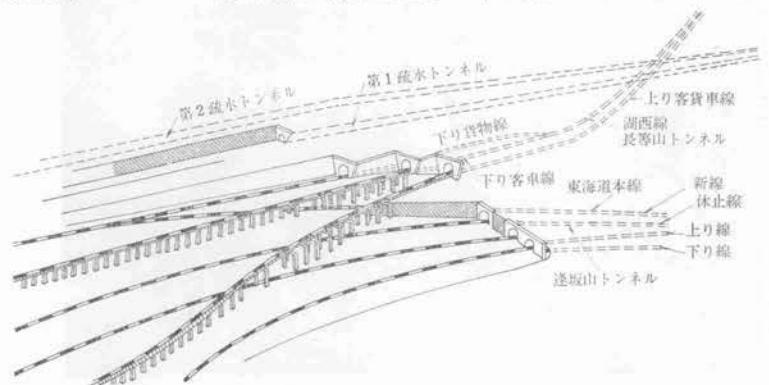 第2疏水トンネル
第1疏水トンネル
上り客貨車線
下り貨物線
湖西線
長等山トンネル
下り客車線
東海道本線
新線
休止線
上り線
下り線
逢坂山トンネル